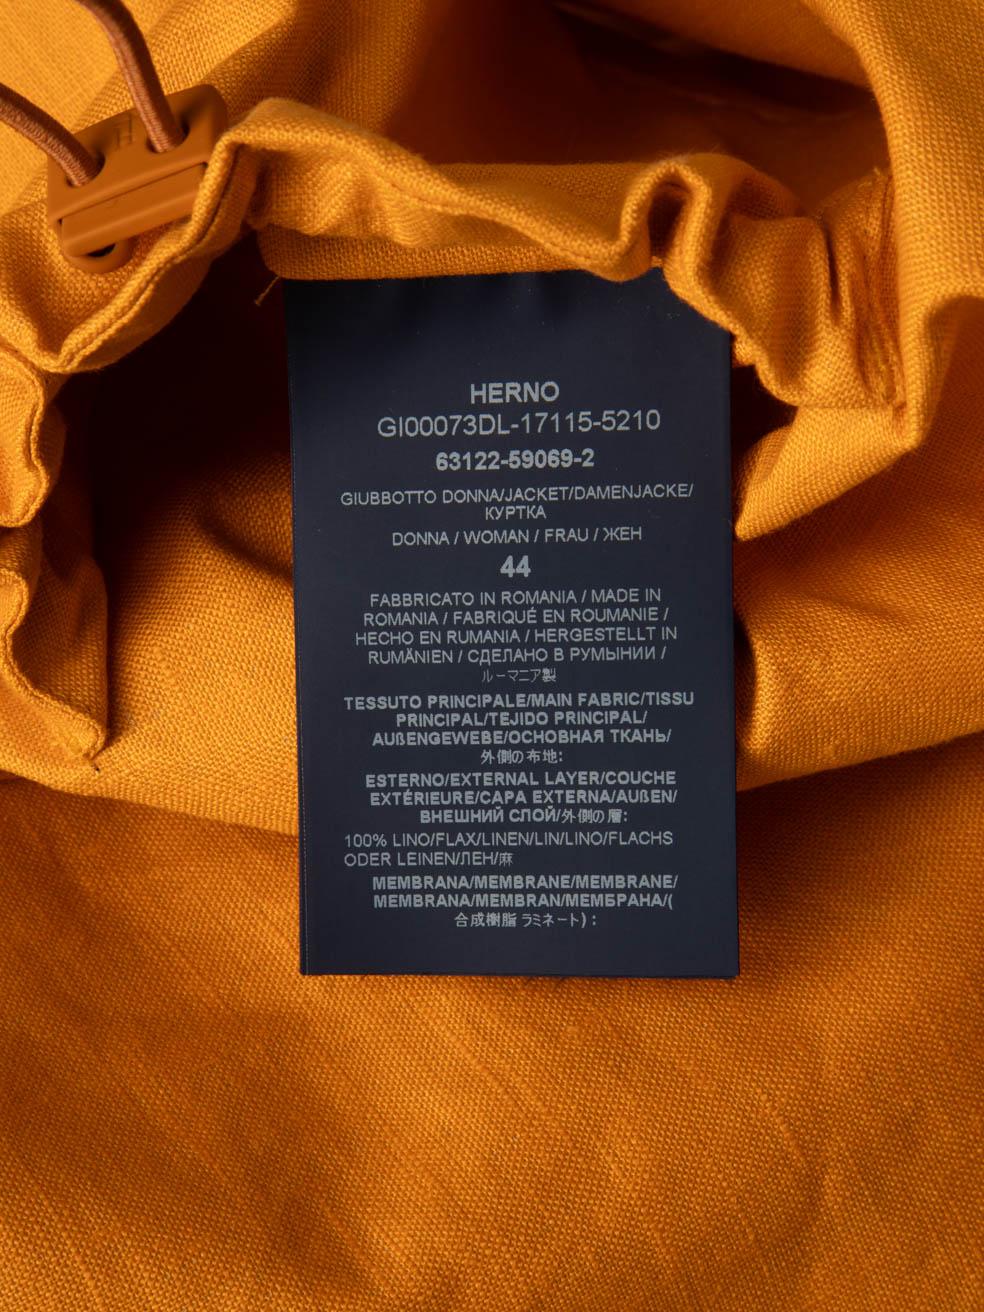 H
HERNO
GI00073DL-17115-5210
63122-59069-2
GIUBBOTTO DONNA/JACKET/DAMENJACKE/
КУРТКА
DONNA / WOMAN / FRAU / ЖЕН
44
FABBRICATO IN ROMANIA / MADE IN
ROMANIA / FABRIQUÉ EN ROUMANIE /
HECHO EN RUMANIA / HERGESTELLT IN
RUMÄNIEN / СДЕЛАНО В РУМЫНИИ /
ルーマニア製
TESSUTO PRINCIPALE/MAIN FABRIC/TISSU
PRINCIPAL/TEJIDO PRINCIPAL/
AUßENGEWEBE/ОСНОВНАЯ ТКАНЬ/
外側の布地:
ESTERNO/EXTERNAL LAYER/COUCHE
EXTÉRIEURE/CAPA EXTERNA/AUßEN/
ВНЕШНИЙ СЛОЙ/外側の層:
100% LINO/FLAX/LINEN/LIN/LINO/FLACHS
ODER LEINEN/ЛЕН/麻
MEMBRANA/MEMBRANE/MEMBRANE/
MEMBRANA/MEMBRAN/МЕМБРАНА/(
合成樹脂 ラミネート) :